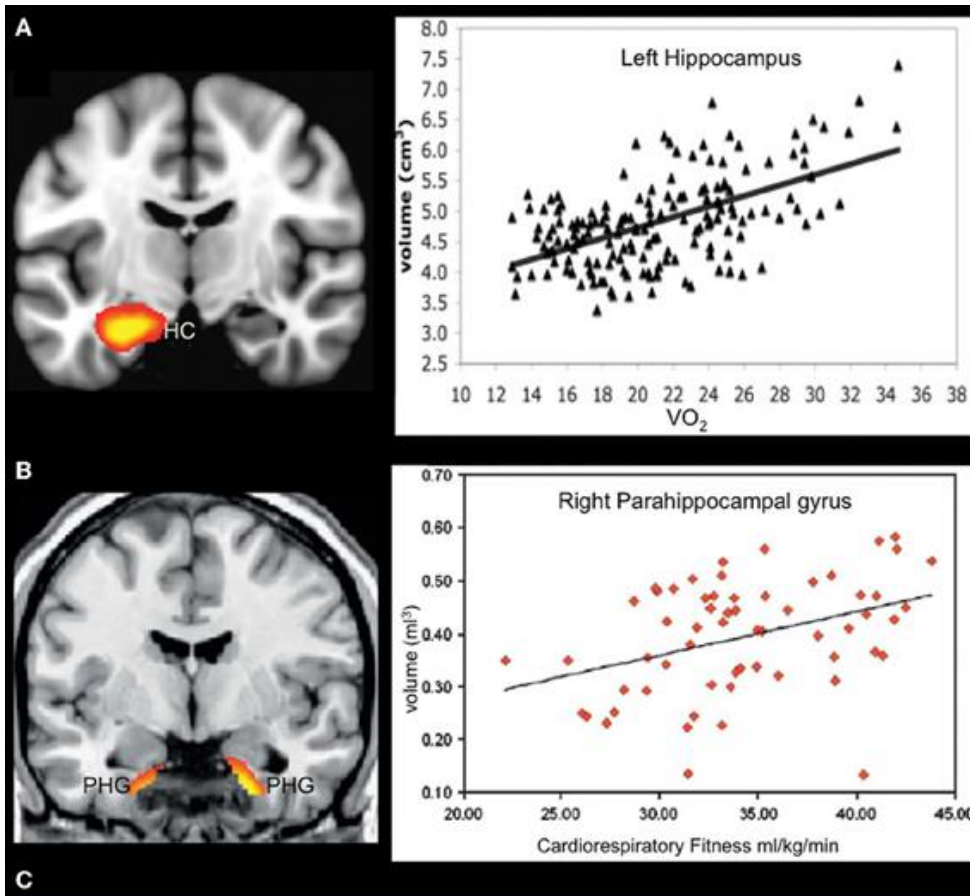 A
8.0
7.5
7.0
6.5
6.0
5.5
5.0
4.5
4.0
3.5
3.0
2.5
volume (cm³)
Left Hippocampus
HC
10 12 14 16 18 20 22 24 26 28 30 32 34 36 38
VO₂
B
0.70
0.60
0.50
0.40
0.30
0.20
0.10
volume (ml³)
Right Parahippocampal gyrus
PHG PHG
20.00 25.00 30.00 35.00 40.00 45.00
Cardiorespiratory Fitness ml/kg/min
C